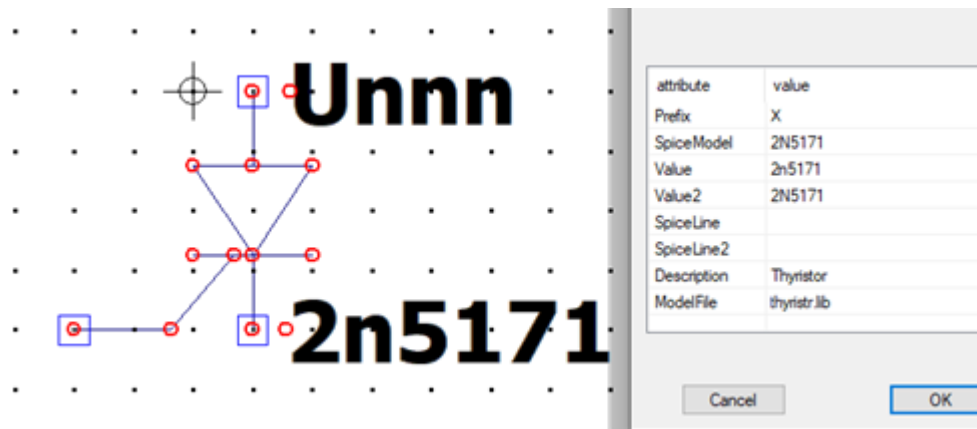 Unnn
2n5171
attribute value
Prefix X
SpiceModel 2N5171
Value 2n5171
Value2 2N5171
SpiceLine
SpiceLine2
Description Thyristor
ModelFile thyristr.lib
Cancel OK